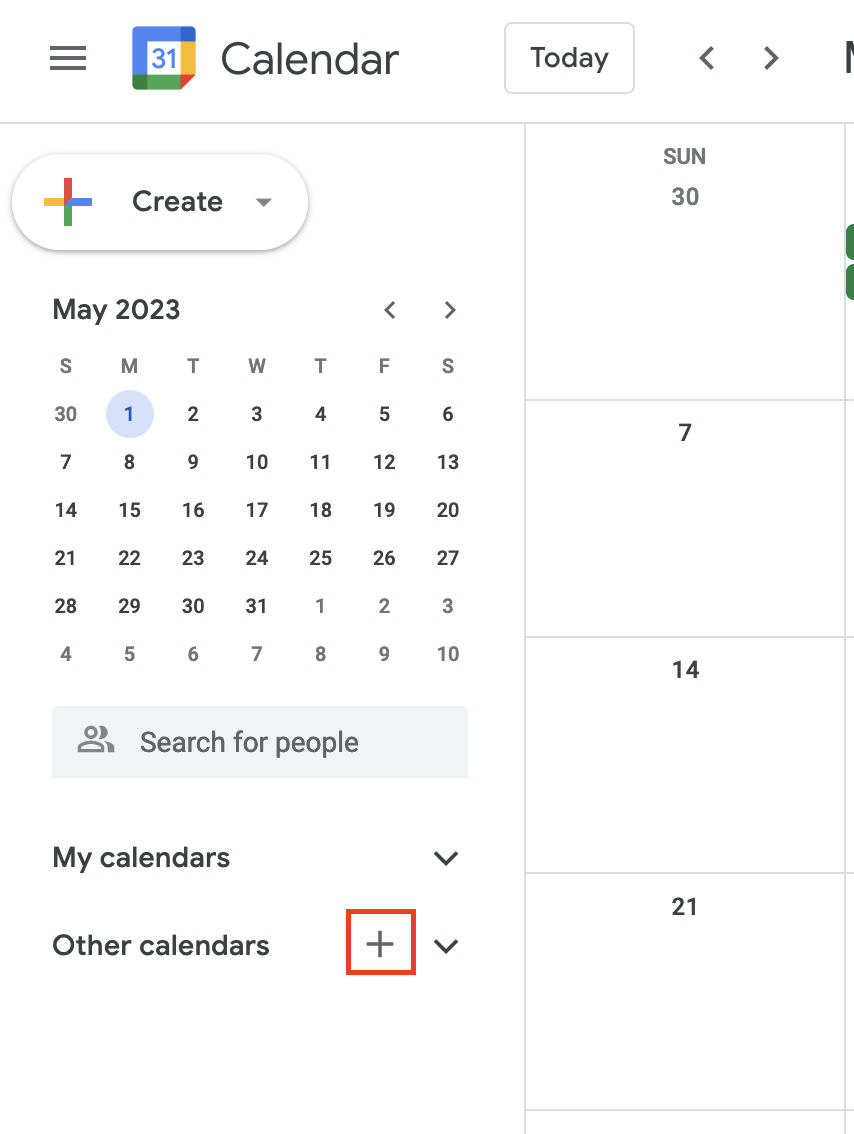 31 Calendar Today
Create
May 2023
S M T W T F S
30 1 2 3 4 5 6
7 8 9 10 11 12 13
14 15 16 17 18 19 20
21 22 23 24 25 26 27
28 29 30 31 1 2 3
4 5 6 7 8 9 10
Search for people
My calendars
Other calendars
SUN
30
7
14
21